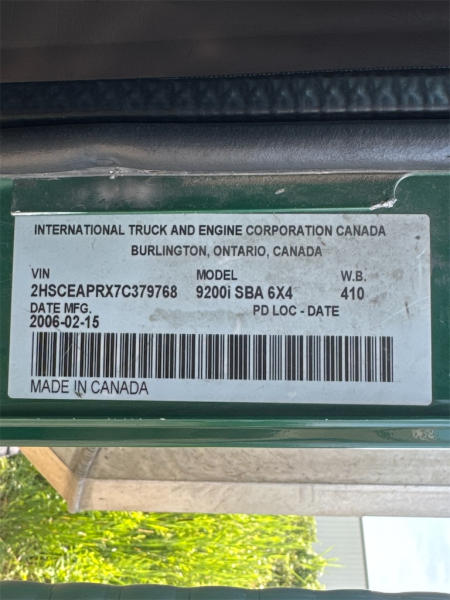 INTERNATIONAL TRUCK AND ENGINE CORPORATION CANADA
BURLINGTON, ONTARIO, CANADA
VIN MODEL W.B.
2HSCEAPRX7C379768 9200i SBA 6X4 410
DATE MFG. PD LOC - DATE
2006-02-15
MADE IN CANADA